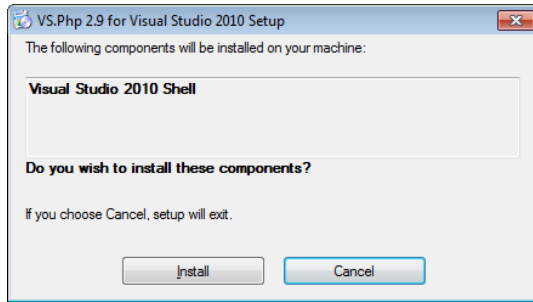 VS.Php 2.9 for Visual Studio 2010 Setup
The following components will be installed on your machine:
Visual Studio 2010 Shell
Do you wish to install these components?
If you choose Cancel, setup will exit.
Install
Cancel